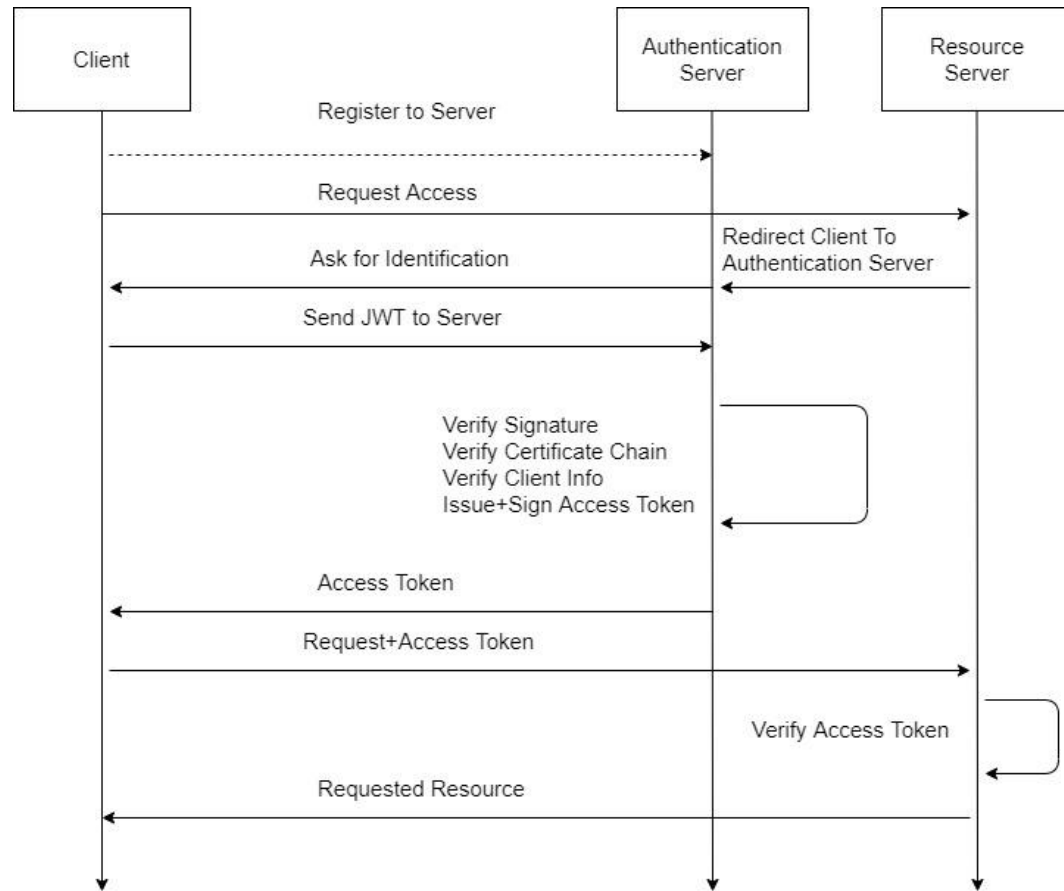 Client
Authentication
Server
Resource
Server
Register to Server
Request Access
Redirect Client To
Authentication Server
Ask for Identification
Send JWT to Server
Verify Signature
Verify Certificate Chain
Verify Client Info
Issue+Sign Access Token
Access Token
Request+Access Token
Verify Access Token
Requested Resource